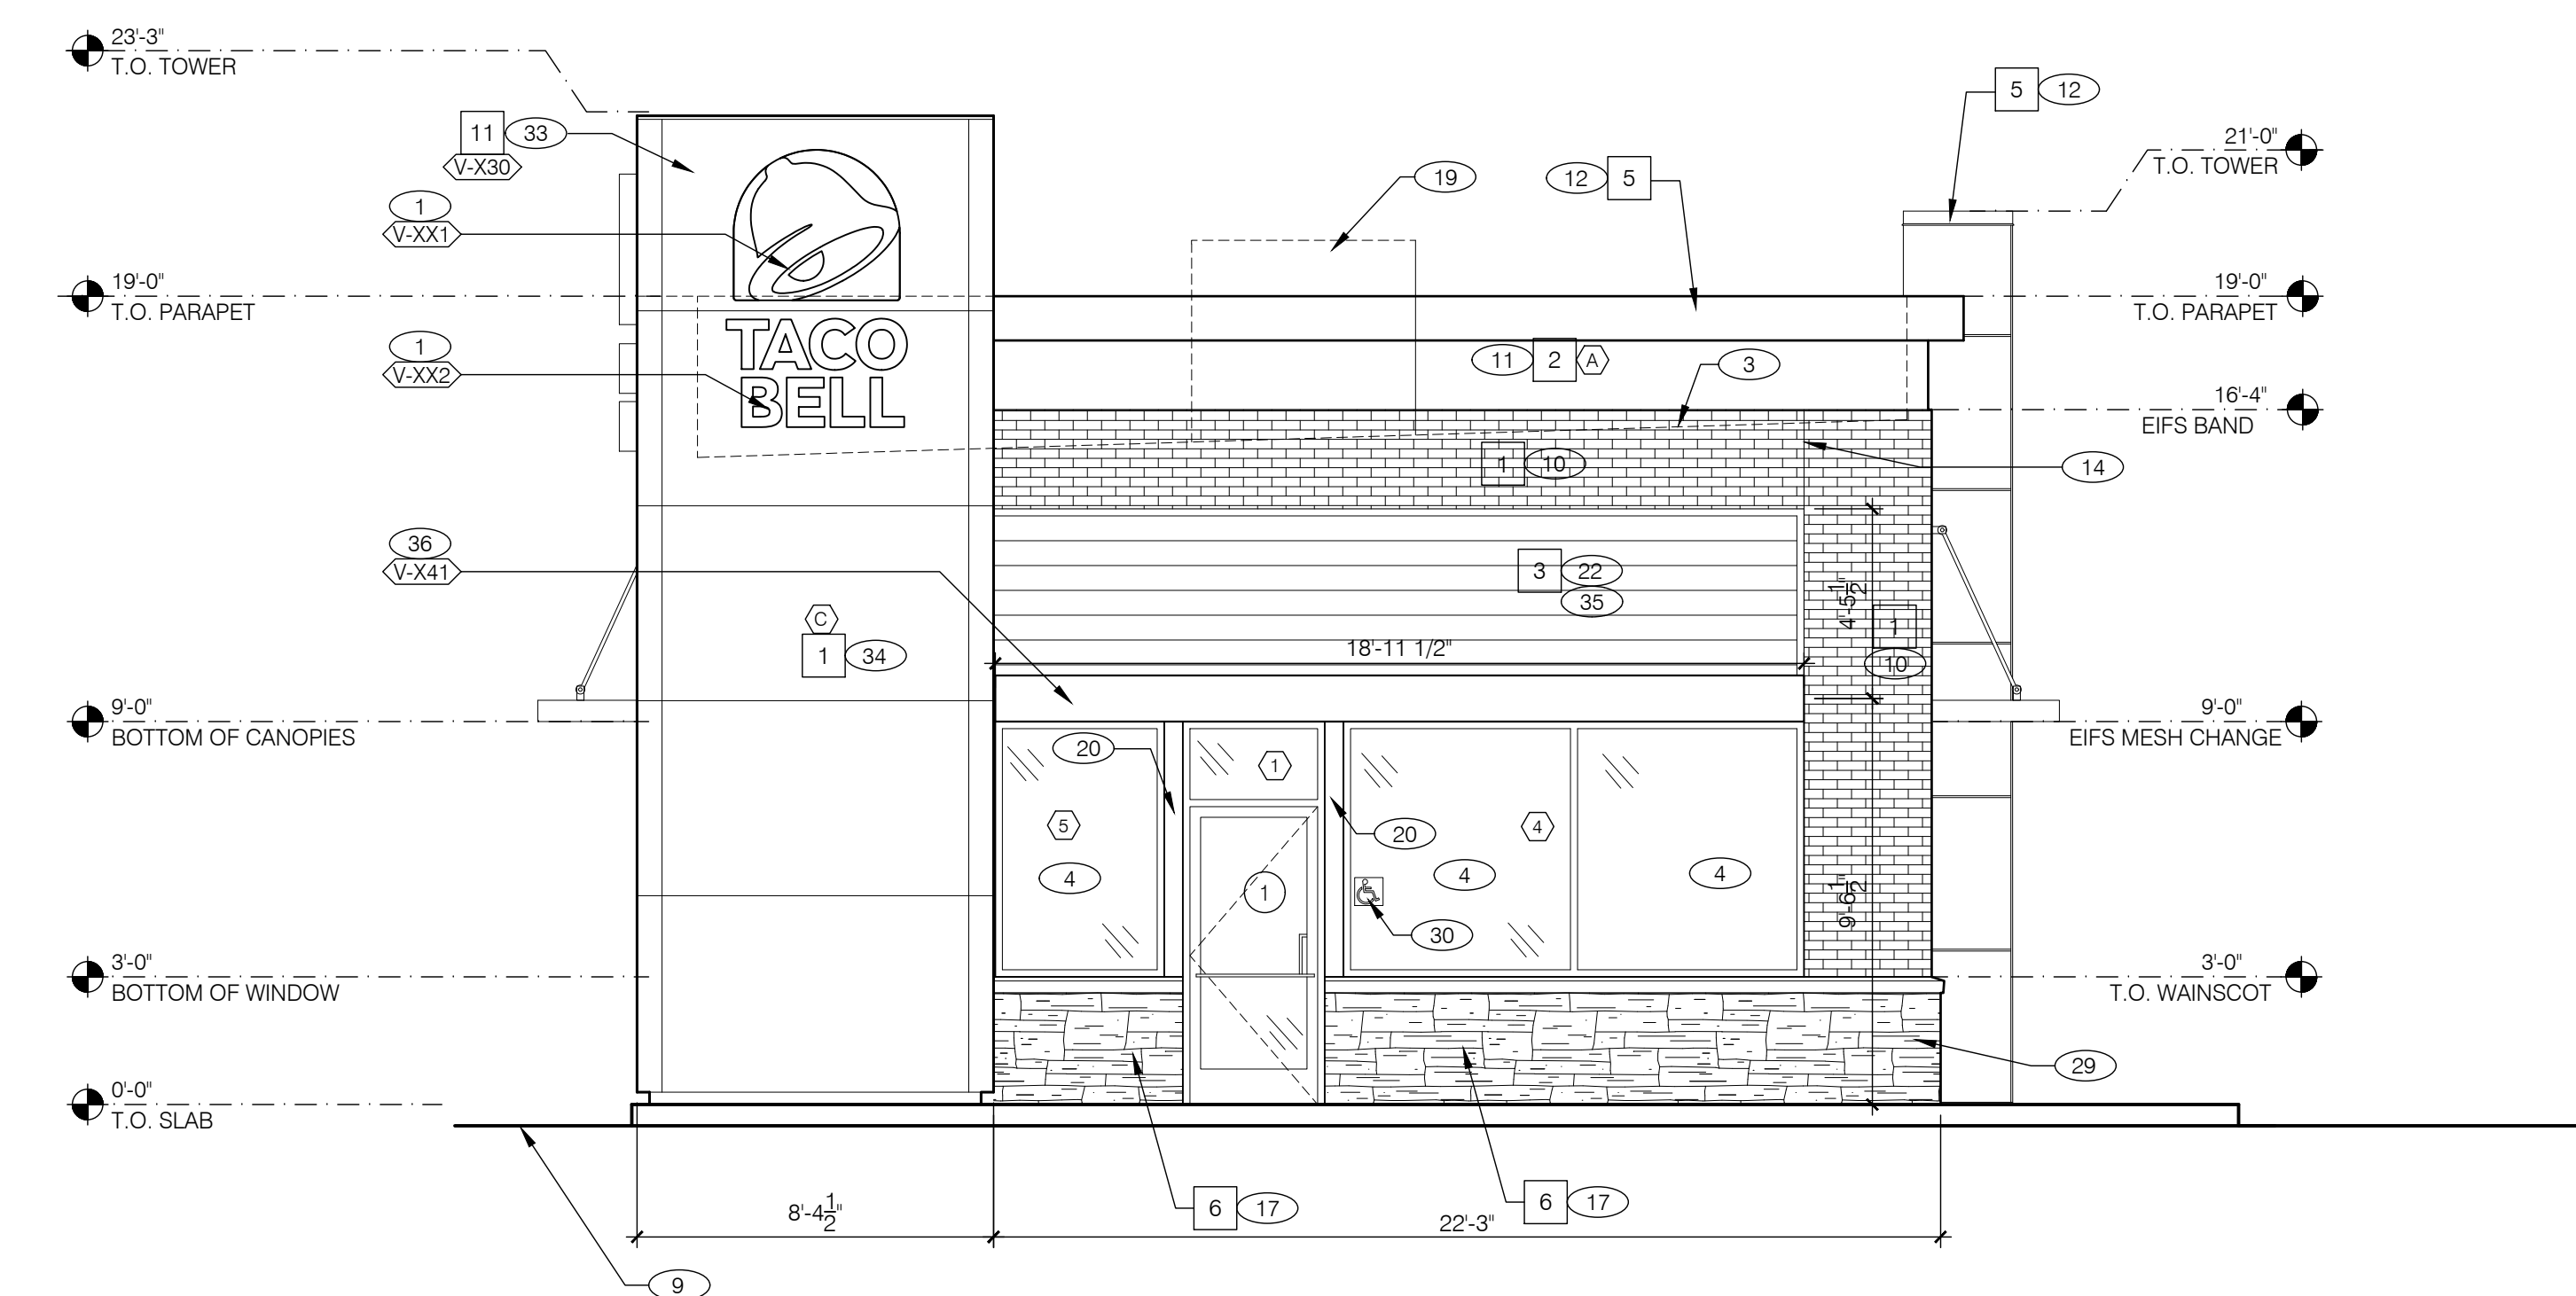 23'-3"
T.O. TOWER
5 12
11 33
V-X30
21'-0"
T.O. TOWER
19
12 5
1
V-XX1
19'-0"
T.O. PARAPET
19'-0"
T.O. PARAPET
TACO
BELL
1
V-XX2
11 2 A
3
16'-4"
EIFS BAND
1 10
14
36
V-X41
3 22
35
4'-5 1/2"
1
10
C
1 34
18'-11 1/2"
9'-0"
BOTTOM OF CANOPIES
9'-0"
EIFS MESH CHANGE
20
1
5
4
20
4
4
4
1
9'-6 1/2"
30
3'-0"
BOTTOM OF WINDOW
3'-0"
T.O. WAINSCOT
29
0'-0"
T.O. SLAB
6 17
6 17
8'-4 1/2"
22'-3"
9